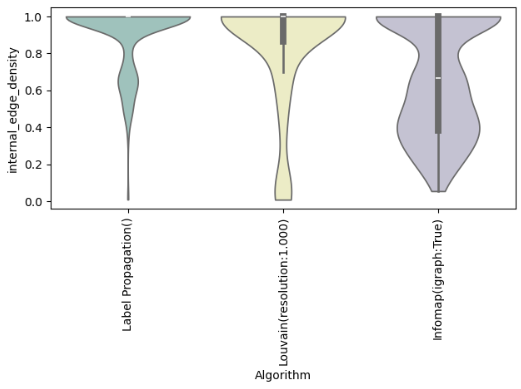 1.0
0.8
0.6
0.4
0.2
0.0
internal_edge_density
Label Propagation()
Louvain(resolution:1.000)
Infomap(igraph:True)
Algorithm